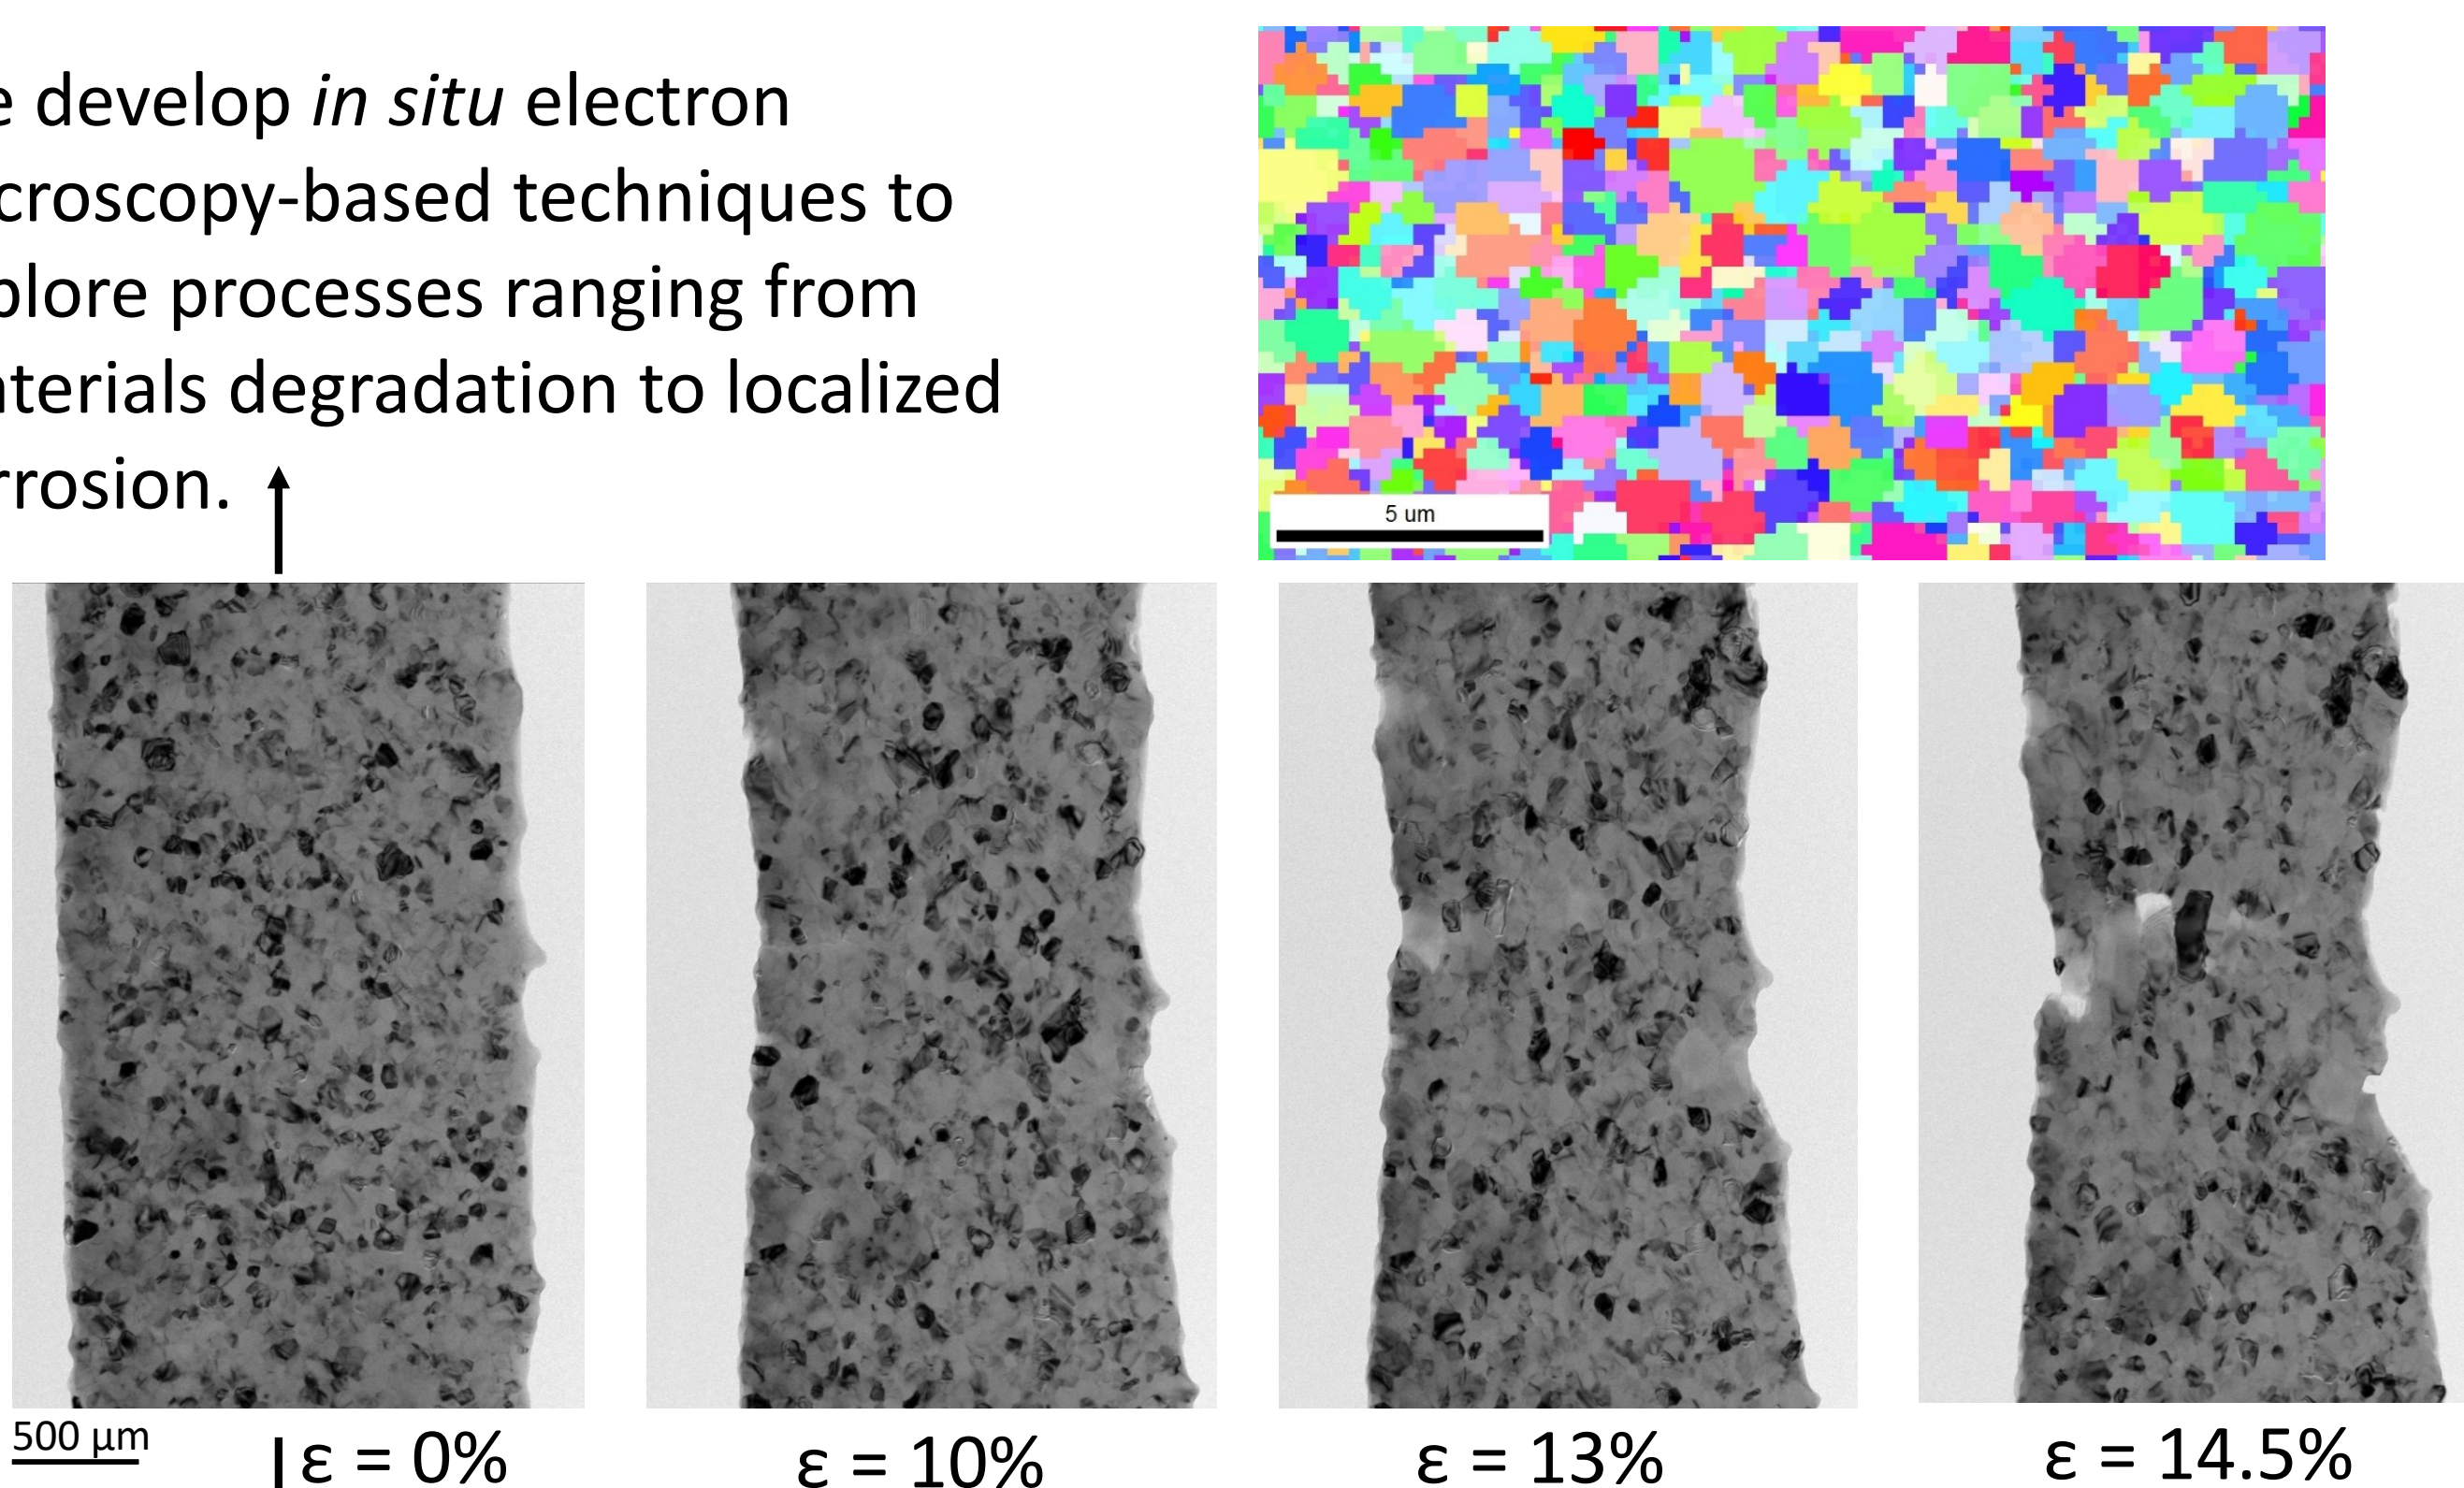 e develop in situ electron
croscopy-based techniques to
plore processes ranging from
terials degradation to localized
rrosion.
5 um
500 µm
ε = 0%
ε = 10%
ε = 13%
ε = 14.5%